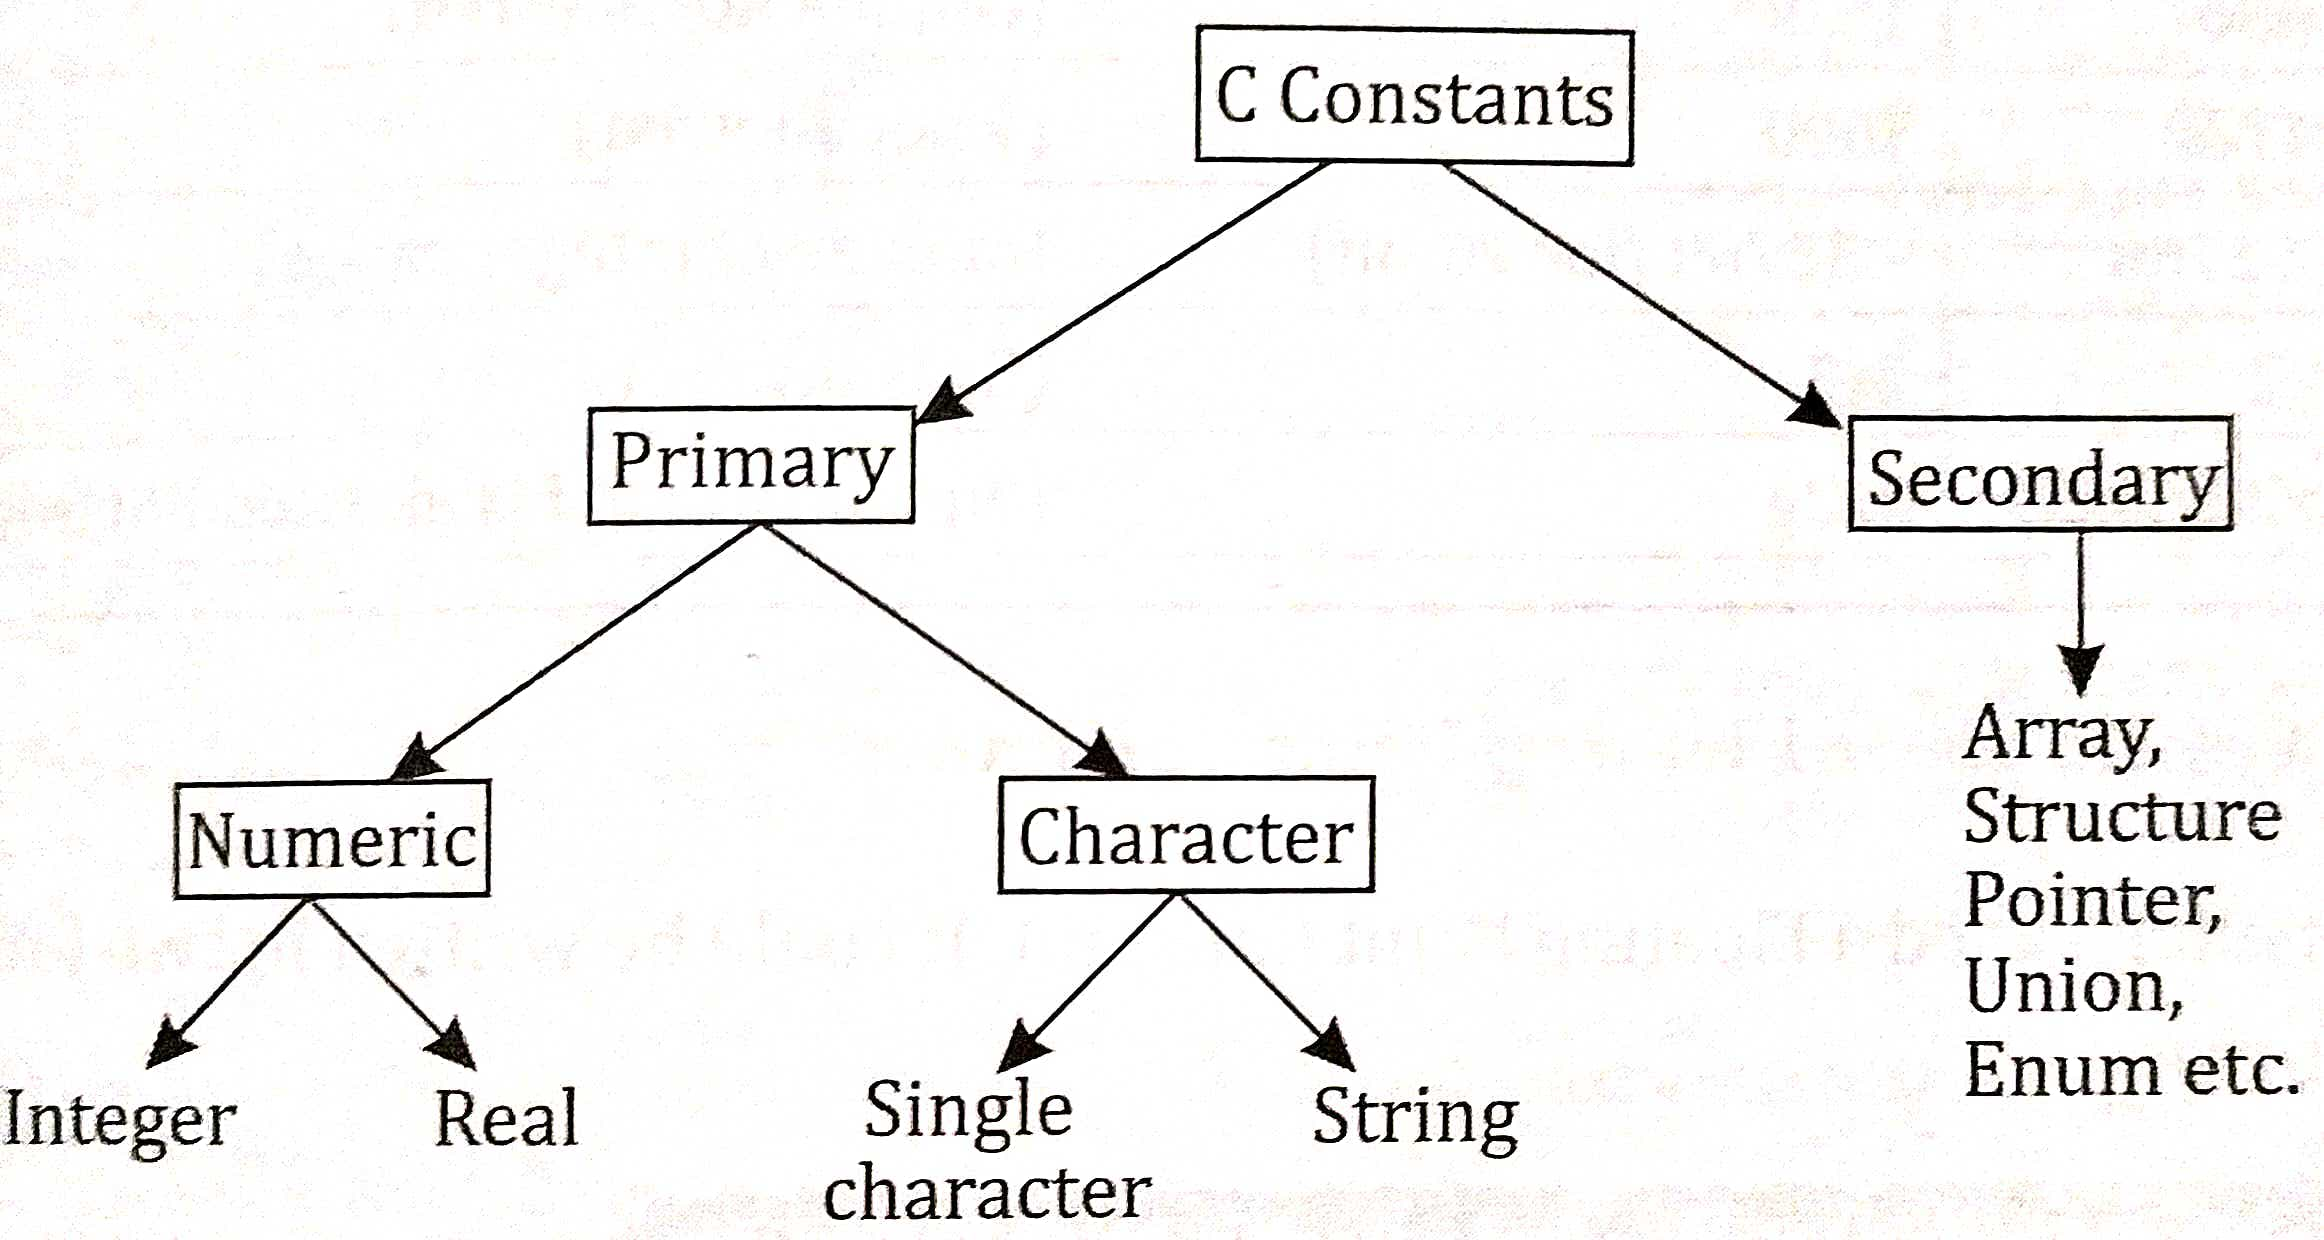 C Constants
Primary
Secondary
Numeric
Character
Integer
Real
Single
character
String
Array,
Structure
Pointer,
Union,
Enum etc.